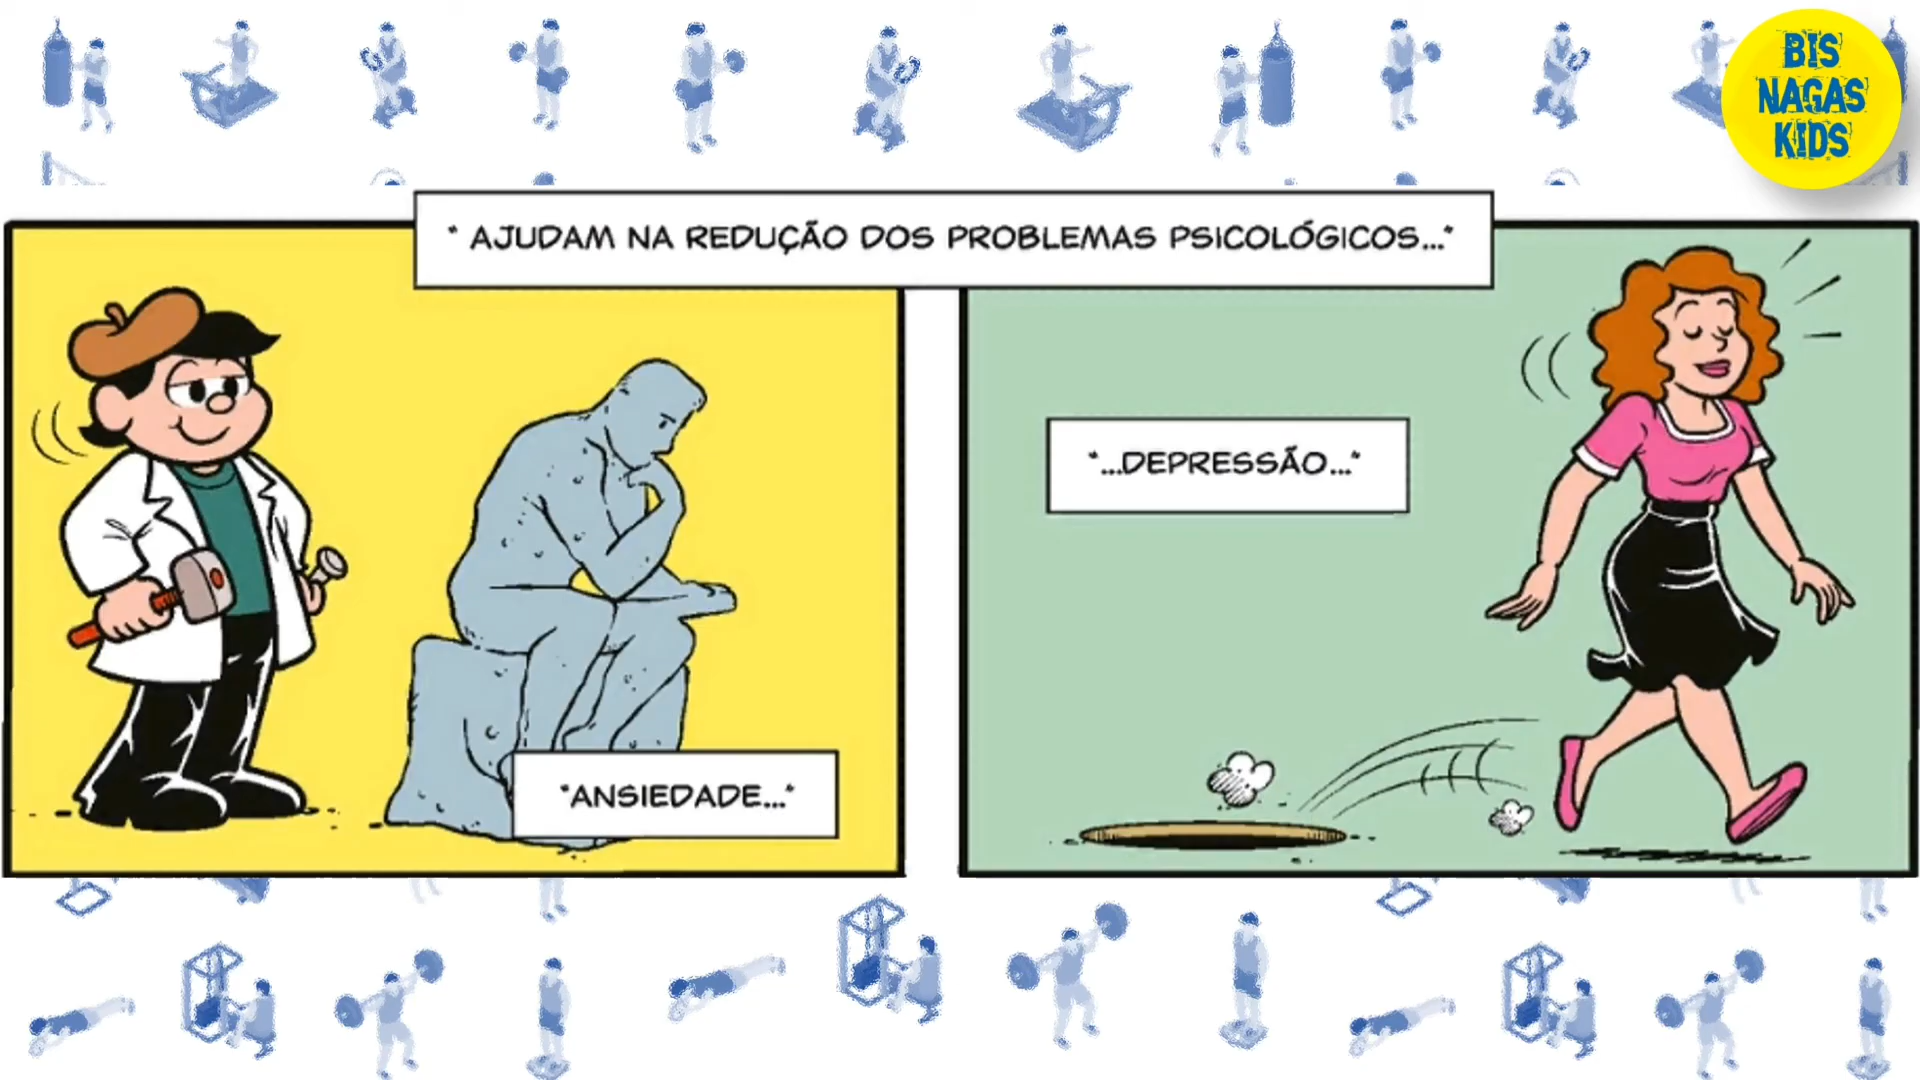 BIS
NAGAS
KIDS
" AJUDAM NA REDUÇÃO DOS PROBLEMAS PSICOLÓGICOS..."
"...DEPRESSÃO..."
"ANSIEDADE..."